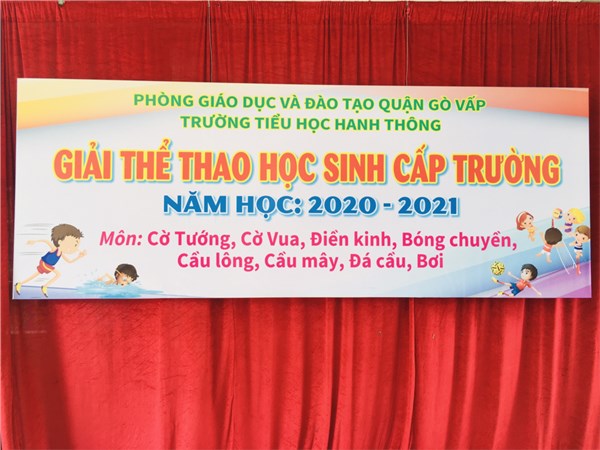 PHÒNG GIÁO DỤC VÀ ĐÀO TẠO QUẬN GÒ VẤP
TRƯỜNG TIỂU HỌC HANH THÔNG
GIẢI THỂ THAO HỌC SINH CẤP TRƯỜNG
NĂM HỌC: 2020 - 2021
Môn: Cờ Tướng, Cờ Vua, Điền kinh, Bóng chuyền,
Cầu lông, Cầu mây, Đá cầu, Bơi